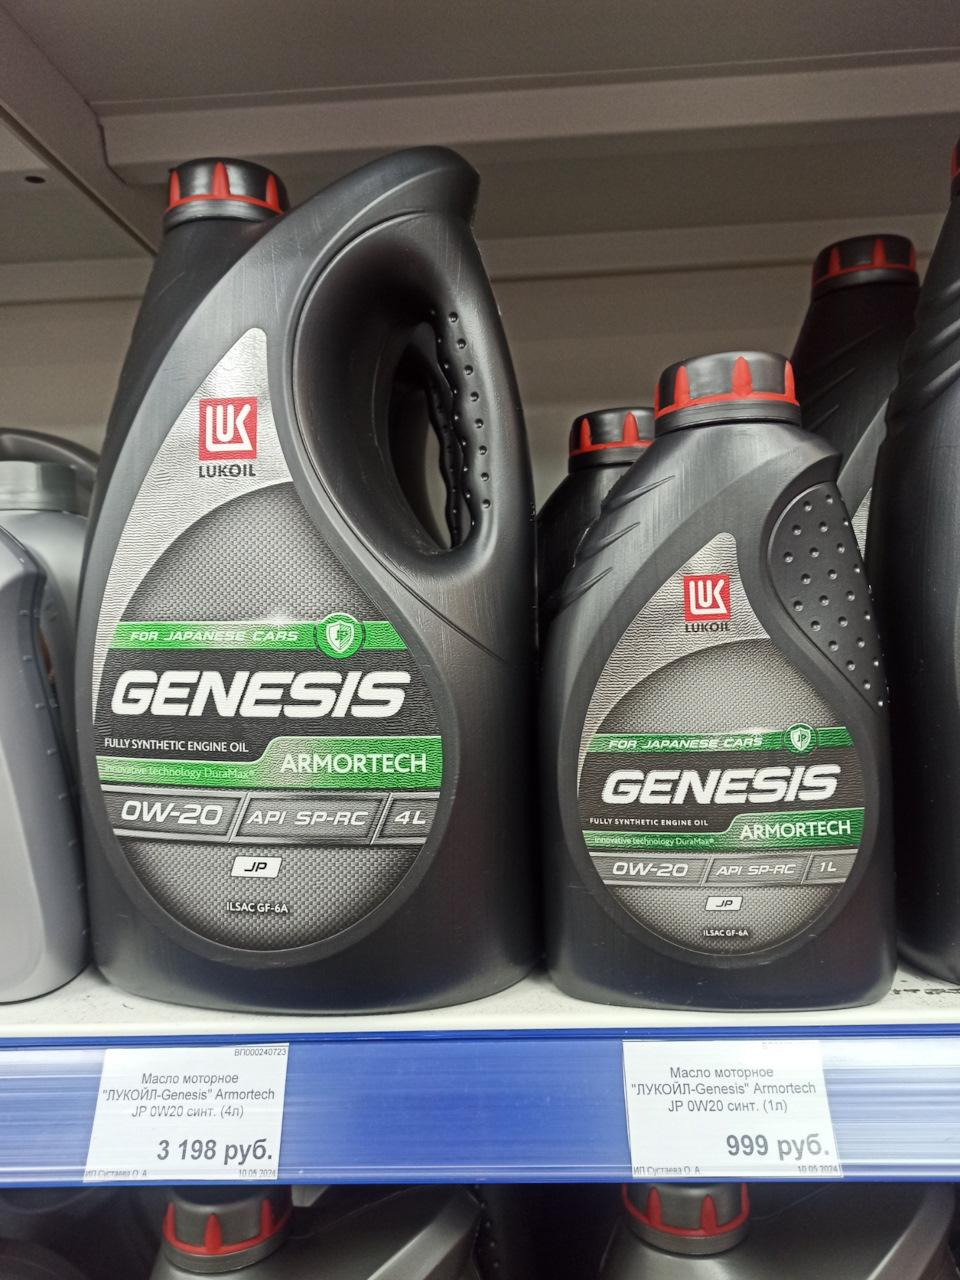 LUKOIL
FOR JAPANESE CARS JP
GENESIS
FULLY SYNTHETIC ENGINE OIL
ARMORTECH
innovative technology DuraMax®
0W-20 API SP-RC 4L
JP
ILSAC GF-6A
LUKOIL
FOR JAPANESE CARS JP
GENESIS
FULLY SYNTHETIC ENGINE OIL
ARMORTECH
innovative technology DuraMax®
0W-20 API SP-RC 1L
JP
ILSAC GF-6A
ВП000240723
Масло моторное
"ЛУКОЙЛ-Genesis" Armortech
JP 0W20 синт. (4л)
3 198 руб.
ИП Сустаева О. А. 10.05.2024
Масло моторное
"ЛУКОЙЛ-Genesis" Armortech
JP 0W20 синт. (1л)
999 руб.
ИП Сустаева О. А. 10.05.2024